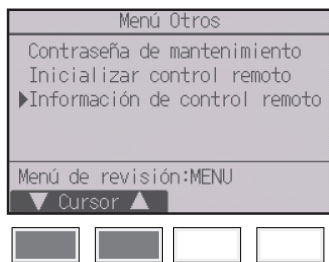 Menú Otros
Contraseña de mantenimiento
Inicializar control remoto
▶Información de control remoto
Menú de revisión:MENU
▼ Cursor ▲